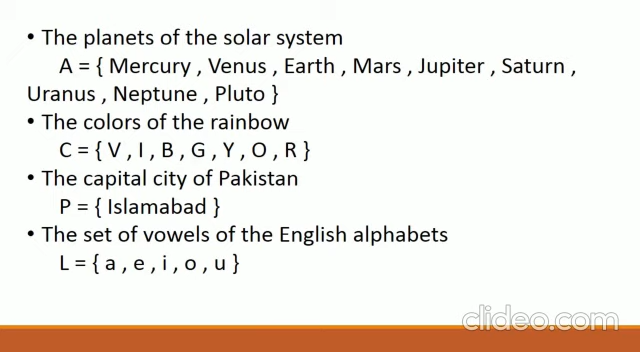 • The planets of the solar system
A = { Mercury , Venus , Earth , Mars , Jupiter , Saturn ,
Uranus , Neptune , Pluto }
• The colors of the rainbow
C = { V , I , B , G , Y , O , R }
• The capital city of Pakistan
P = { Islamabad }
• The set of vowels of the English alphabets
L = { a , e , i , o , u }
clideo.com